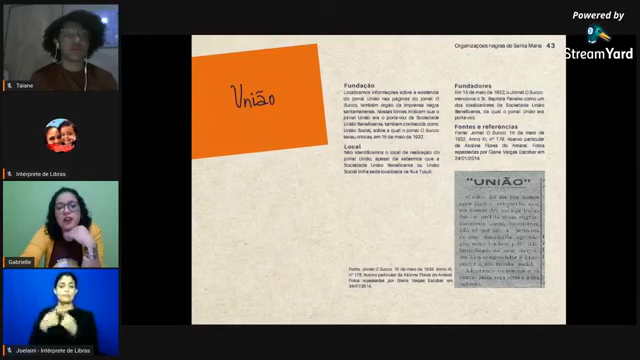 Powered by
StreamYard
Taiane
Intérprete de Libras
Gabrielle
Joelaini - Intérprete de Libras
Organizações negras de Santa Maria 43
União
Fundação
Localizamos informações sobre a existência
do jornal União nas páginas do jornal O
Succo, também órgão da imprensa negra
santamariense. Nossas fontes indicam que
o jornal União era o porta-voz da Sociedade
União Beneficente, também conhecida como
União Social, sobre a qual o jornal O Succo
teceu críticas, em 15 de maio de 1932.
Local
Não identificamos o local de realização do
jornal União, apesar de sabermos que a
Sociedade União Beneficente ou União
Social tinha sede localizada na Rua Tuiuti.
Fundadores
Em 15 de maio de 1932, o Jornal O Succo
menciona o Sr. Baptista Ferreira como um
dos idealizadores da Sociedade União
Beneficente, da qual o jornal União era
porta-voz
Fontes e referências
Fonte: Jornal O Succo, 15 de maio de
1932, Anno XI, nº 178. Acervo particular
de Alcione Flores do Amaral. Fotos
repassadas por Giane Vargas Escobar em
24/01/2014.
"UNIÃO"
Fonte: Jornal O Succo, 15 de maio de 1932, Anno XI,
nº 178. Acervo particular de Alcione Flores do Amaral.
Fotos repassadas por Giane Vargas Escobar em
24/01/2014.